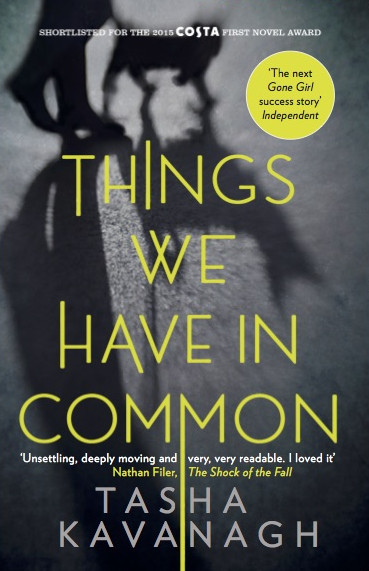 SHORTLISTED FOR THE 2015 COSTA FIRST NOVEL AWARD
'The next
Gone Girl
success story'
Independent
THINGS
WE
HAVE IN
COMMON
'Unsettling, deeply moving and very, very readable. I loved it'
Nathan Filer, The Shock of the Fall
TASHA
KAVANAGH